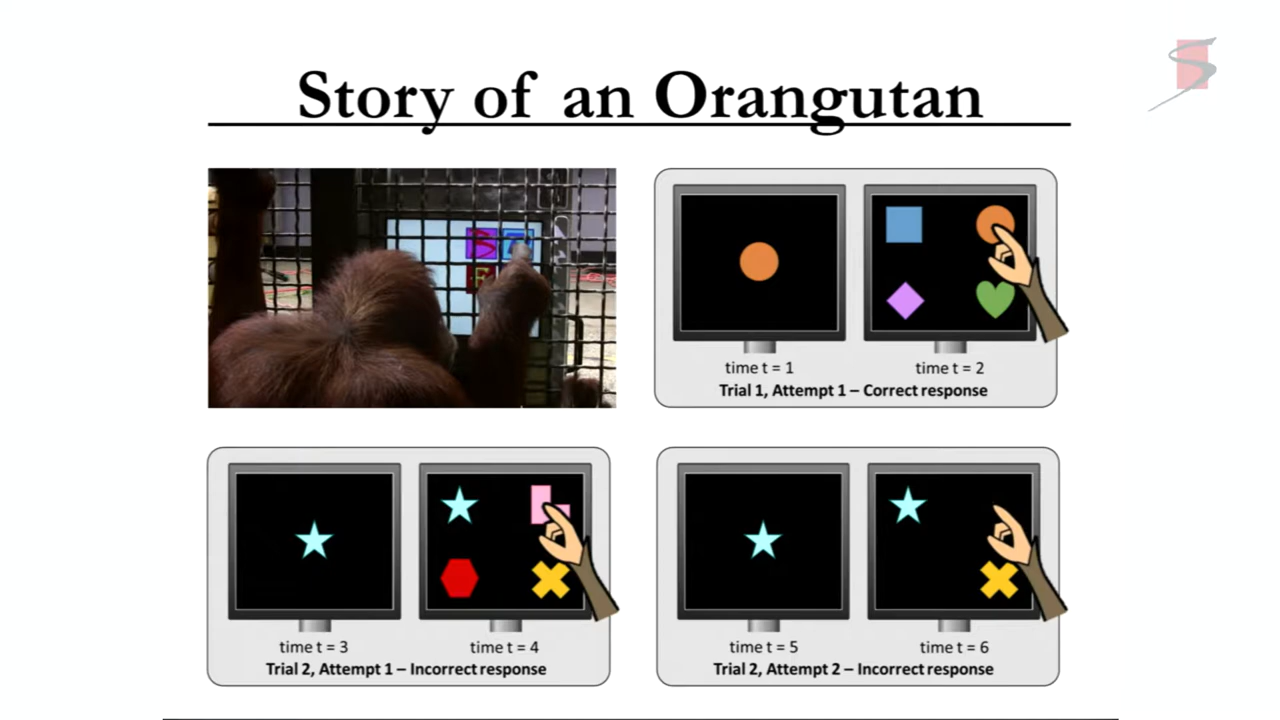 Story of an Orangutan
time t = 1
time t = 2
Trial 1, Attempt 1 – Correct response
time t = 3
time t = 4
Trial 2, Attempt 1 – Incorrect response
time t = 5
time t = 6
Trial 2, Attempt 2 – Incorrect response